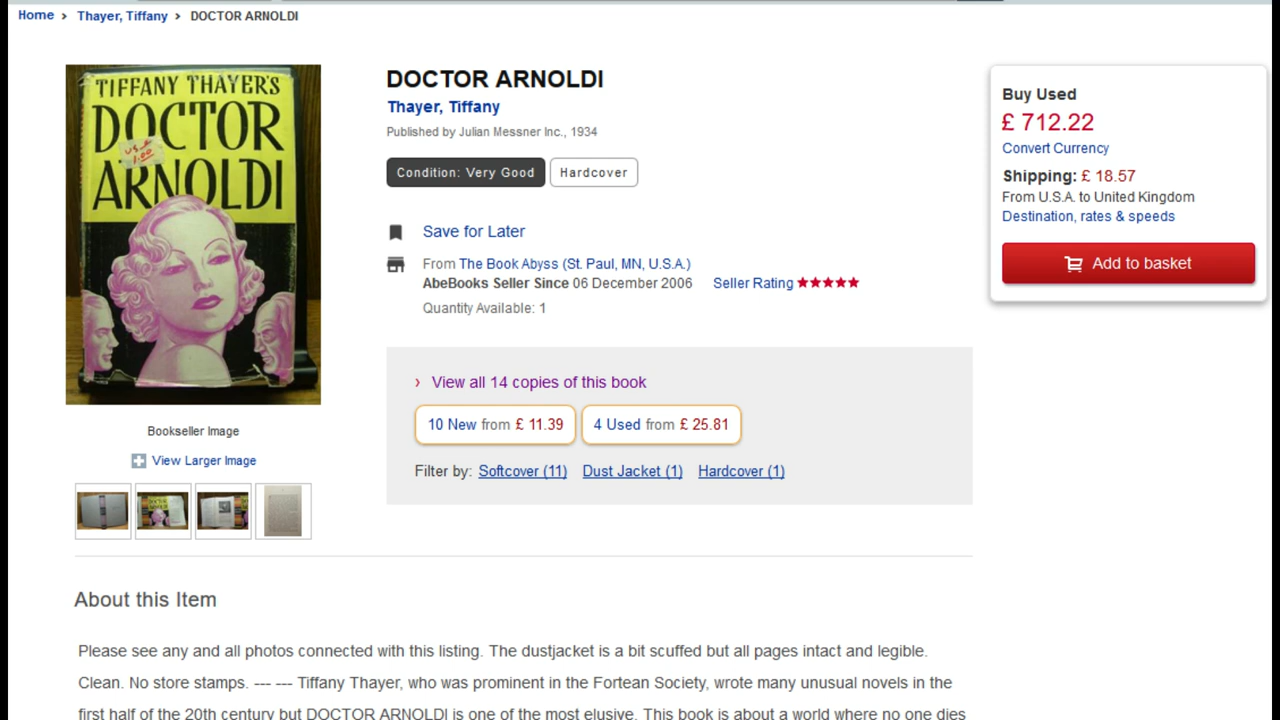 Home › Thayer, Tiffany › DOCTOR ARNOLDI
TIFFANY THAYER'S
DOCTOR
ARNOLDI
1.00
Bookseller Image
View Larger Image
DOCTOR ARNOLDI
Thayer, Tiffany
Published by Julian Messner Inc., 1934
Condition: Very Good
Hardcover
Save for Later
From The Book Abyss (St. Paul, MN, U.S.A.)
AbeBooks Seller Since 06 December 2006 Seller Rating
Quantity Available: 1
› View all 14 copies of this book
10 New from £ 11.39 4 Used from £ 25.81
Filter by: Softcover (11) Dust Jacket (1) Hardcover (1)
Buy Used
£ 712.22
Convert Currency
Shipping: £ 18.57
From U.S.A. to United Kingdom
Destination, rates & speeds
Add to basket
About this Item
Please see any and all photos connected with this listing. The dustjacket is a bit scuffed but all pages intact and legible.
Clean. No store stamps. --- --- Tiffany Thayer, who was prominent in the Fortean Society, wrote many unusual novels in the
first half of the 20th century but DOCTOR ARNOLDI is one of the most elusive. This book is about a world where no one dies